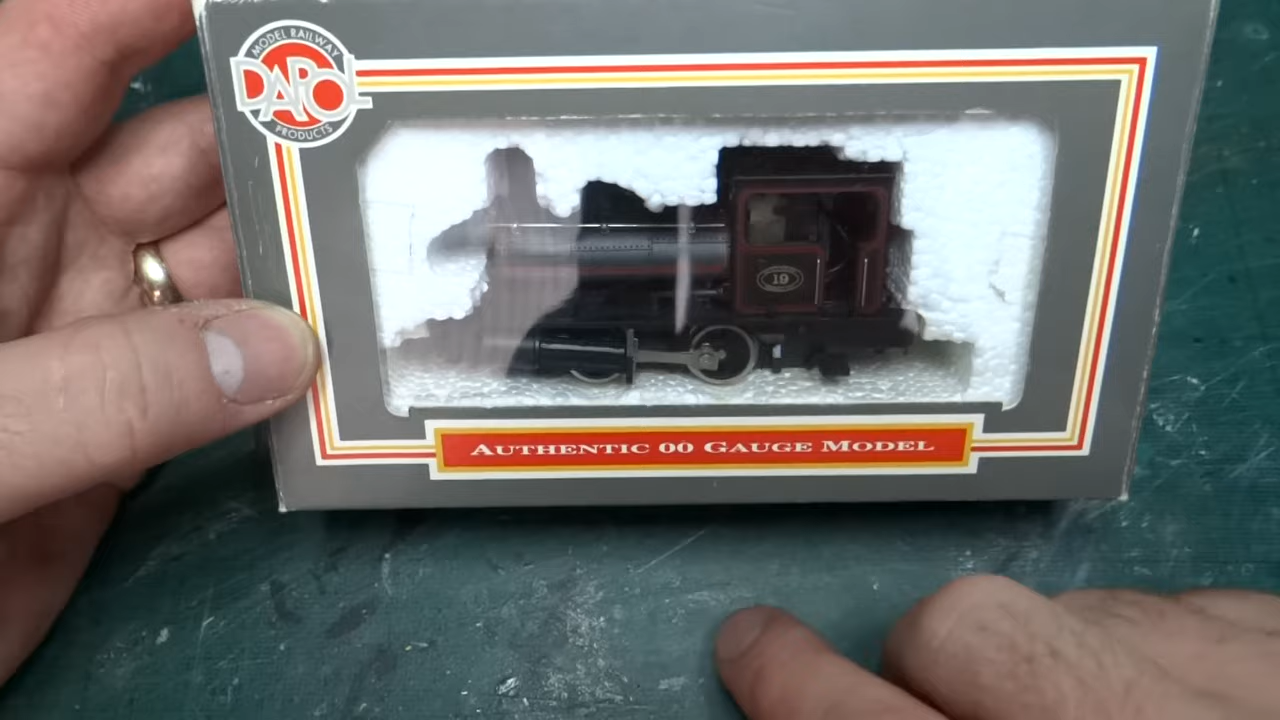 MODEL RAILWAY
DAPOL
PRODUCTS
19
AUTHENTIC 00 GAUGE MODEL